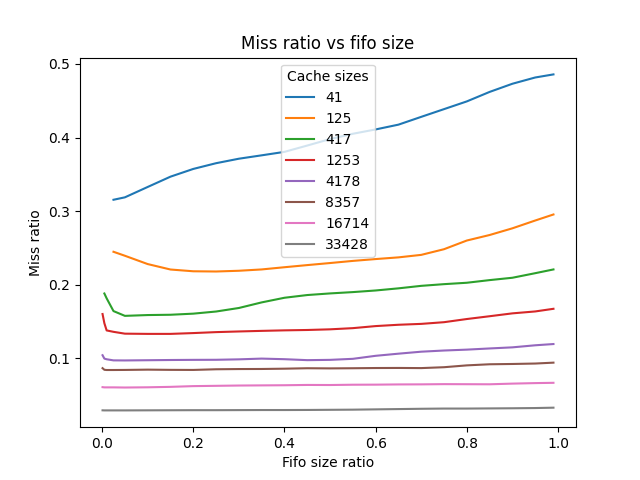 Miss ratio vs fifo size
Miss ratio
0.5
0.4
0.3
0.2
0.1
Cache sizes
41
125
417
1253
4178
8357
16714
33428
0.0 0.2 0.4 0.6 0.8 1.0
Fifo size ratio